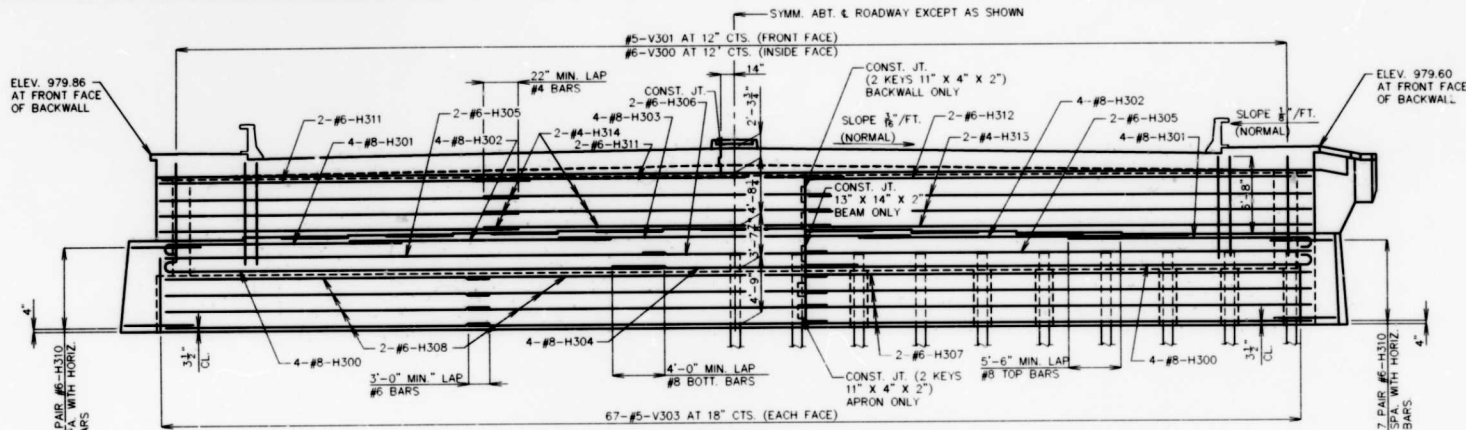 SYMM. ABT. ℄ ROADWAY EXCEPT AS SHOWN
#5-V301 AT 12" CTS. (FRONT FACE)
#6-V300 AT 12' CTS. (INSIDE FACE)
ELEV. 979.86
AT FRONT FACE
OF BACKWALL
22" MIN. LAP
#4 BARS
CONST. JT.
14"
2'-3 3/4"
CONST. JT.
(2 KEYS 11" X 4" X 2")
BACKWALL ONLY
ELEV. 979.60
AT FRONT FACE
OF BACKWALL
2-#6-H311
2-#6-H305
4-#8-H301
4-#8-H302
2-#6-H306
4-#8-H303
2-#4-H314
2-#6-H311
SLOPE 3/16"/FT.
(NORMAL)
2-#6-H312
2-#4-H313
4-#8-H302
2-#6-H305
4-#8-H301
SLOPE 1/8"/FT.
(NORMAL)
CONST. JT.
13" X 14" X 2"
BEAM ONLY
4'-8 1/2"
4'-9"
4"
3 1/2"
CL.
4-#8-H300
2-#6-H308
4-#8-H304
2-#6-H307
4-#8-H300
3'-0" MIN." LAP
#6 BARS
4'-0" MIN. LAP
#8 BOTT. BARS
CONST. JT. (2 KEYS
11" X 4" X 2")
APRON ONLY
5'-6" MIN. LAP
#8 TOP BARS
3 1/2"
CL.
4"
PAIR #6-H310
SPA. WITH HORIZ.
BARS
7 PAIR #6-H310
SPA. WITH HORIZ.
BARS.
67-#5-V303 AT 18" CTS. (EACH FACE)